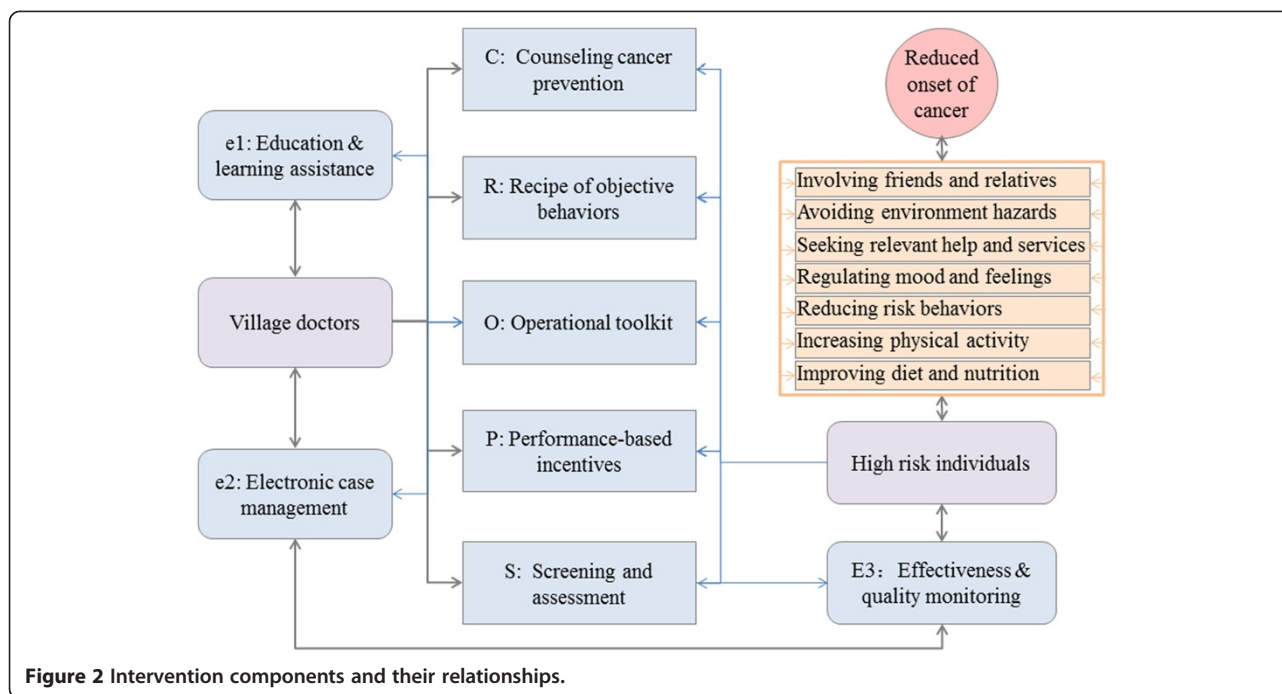 C: Counseling cancer
prevention
Reduced
onset of
cancer
e1: Education &
learning assistance
R: Recipe of objective
behaviors
Involving friends and relatives
Avoiding environment hazards
Seeking relevant help and services
Regulating mood and feelings
Reducing risk behaviors
Increasing physical activity
Improving diet and nutrition
Village doctors
O: Operational toolkit
P: Performance-based
incentives
High risk individuals
e2: Electronic case
management
S: Screening and
assessment
E3: Effectiveness &
quality monitoring
Figure 2 Intervention components and their relationships.